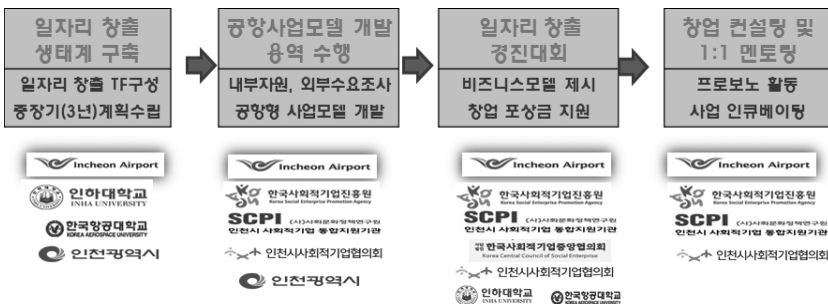 일자리 창출
생태계 구축
일자리 창출 TF구성
중장기(3년)계획수립
Incheon Airport
인하대학교
INHA UNIVERSITY
한국항공대학교
KOREA AEROSPACE UNIVERSITY
인천광역시
공항사업모델 개발
용역 수행
내부자원, 외부수요조사
공항형 사업모델 개발
Incheon Airport
한국사회적기업진흥원
Korea Social Enterprise Promotion Agency
SCPI (사)사회문화정책연구원
인천시 사회적기업 통합지원기관
인천시사회적기업협의회
인천광역시
일자리 창출
경진대회
비즈니스모델 제시
창업 포상금 지원
Incheon Airport
한국사회적기업진흥원
Korea Social Enterprise Promotion Agency
SCPI (사)사회문화정책연구원
인천시 사회적기업 통합지원기관
한국사회적기업중앙협의회
Korea Central Council of Social Enterprise
인천시사회적기업협의회
인하대학교
INHA UNIVERSITY
한국항공대학교
KOREA AEROSPACE UNIVERSITY
창업 컨설팅 및
1:1 멘토링
프로보노 활동
사업 인큐베이팅
Incheon Airport
한국사회적기업진흥원
Korea Social Enterprise Promotion Agency
SCPI (사)사회문화정책연구원
인천시 사회적기업 통합지원기관
인천시사회적기업협의회